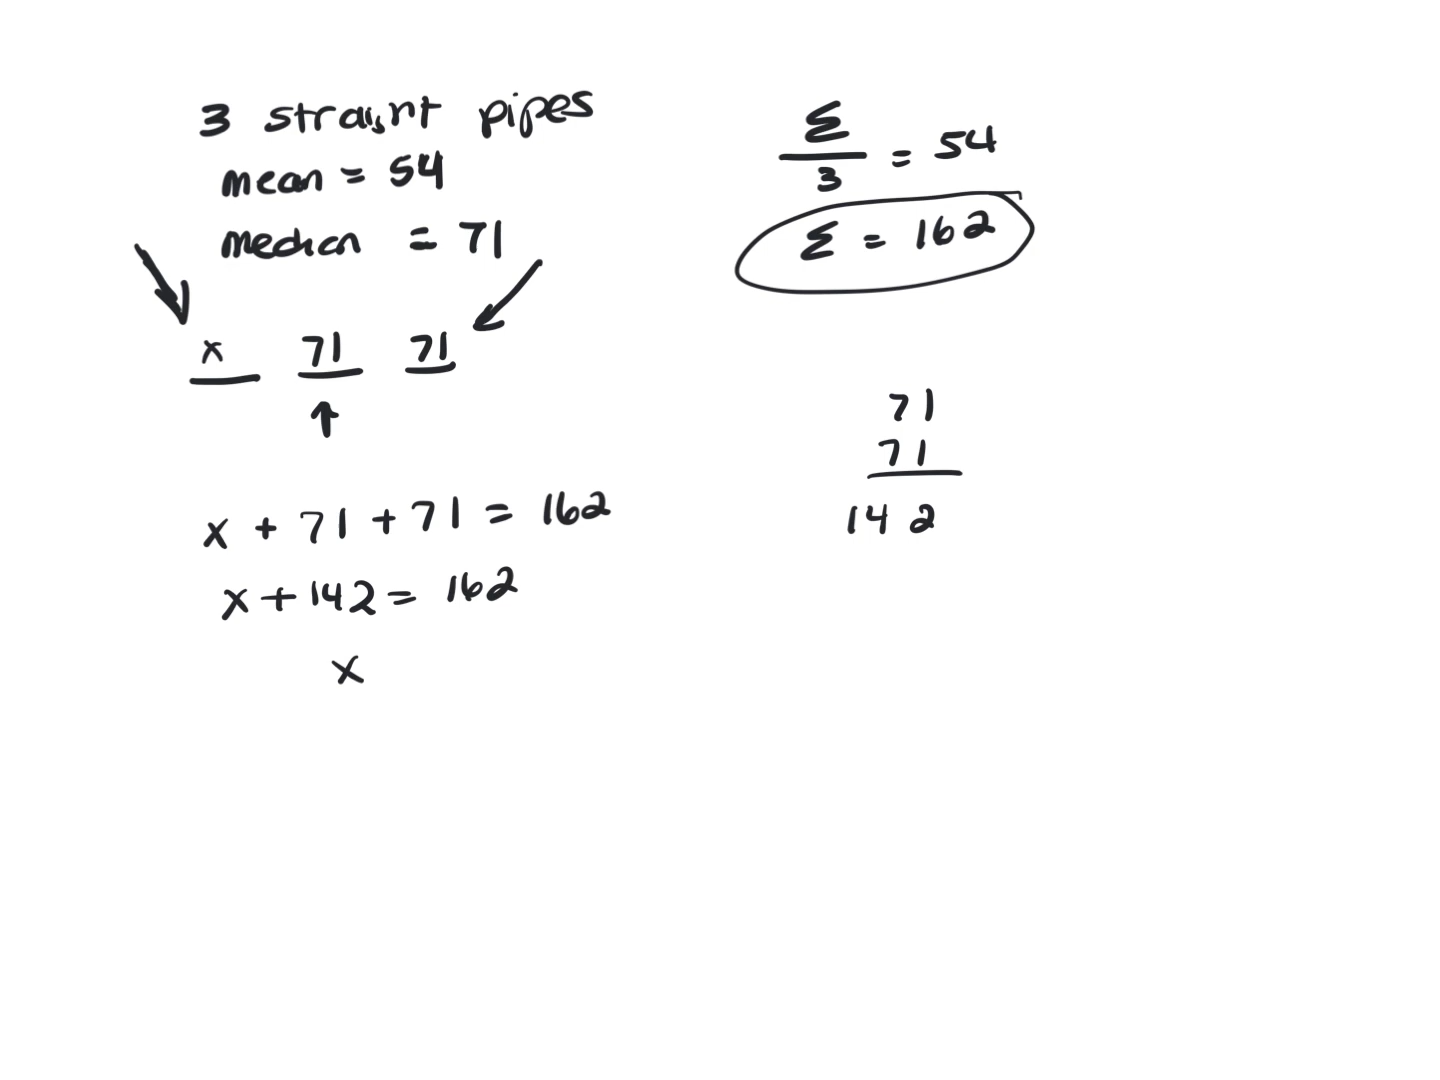 3 straint pipes
mean = 54
median = 71
x 71 71
x + 71 + 71 = 162
x + 142 = 162
x
Σ
3
= 54
Σ = 162
71
71
142